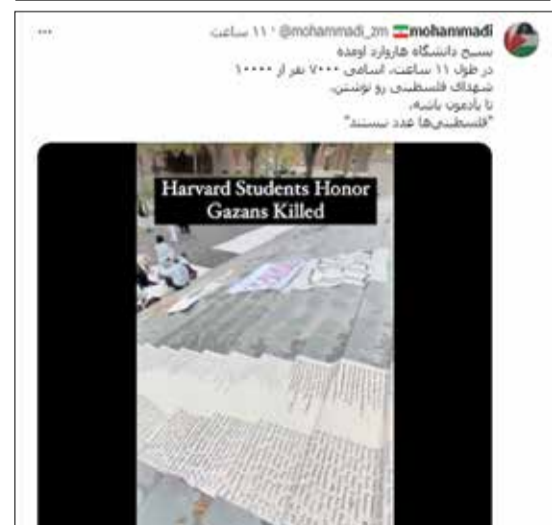 mohammadi @mohammadi_zm · ۱۱ ساعت
بسیج دانشگاه هاروارد اومده
در طول ۱۱ ساعت، اسامی ۷۰۰۰ نفر از ۱۰۰۰۰
شهدای فلسطینی رو نوشتن.
تا یادمون باشه،
"فلسطینی‌ها عدد نیستند"
Harvard Students Honor
Gazans Killed